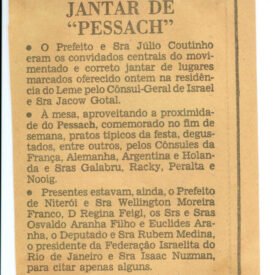 JANTAR DE
“PESSACH”
• O Prefeito e Sra Júlio Coutinho
eram os convidados centrais do movi-
mentado e correto jantar de lugares
marcados oferecido ontem na residên-
cia do Leme pelo Cônsul-Geral de Israel
e Sra Jacow Gotal.
• À mesa, aproveitando a proximida-
de do Pessach, comemorado no fim de
semana, pratos típicos da festa, degus-
tados, entre outros, pelos Cônsules da
França, Alemanha, Argentina e Holan-
da e Sras Galabru, Racky, Peralta e
Nooig.
• Presentes estavam, ainda, o Prefeito
de Niterói e Sra Wellington Moreira
Franco, D Regina Feigl, os Srs e Sras
Osvaldo Aranha Filho e Euclides Ara-
nha, o Deputado e Sra Rubem Medina,
o presidente da Federação Israelita do
Rio de Janeiro e Sra Isaac Nuzman,
para citar apenas alguns.